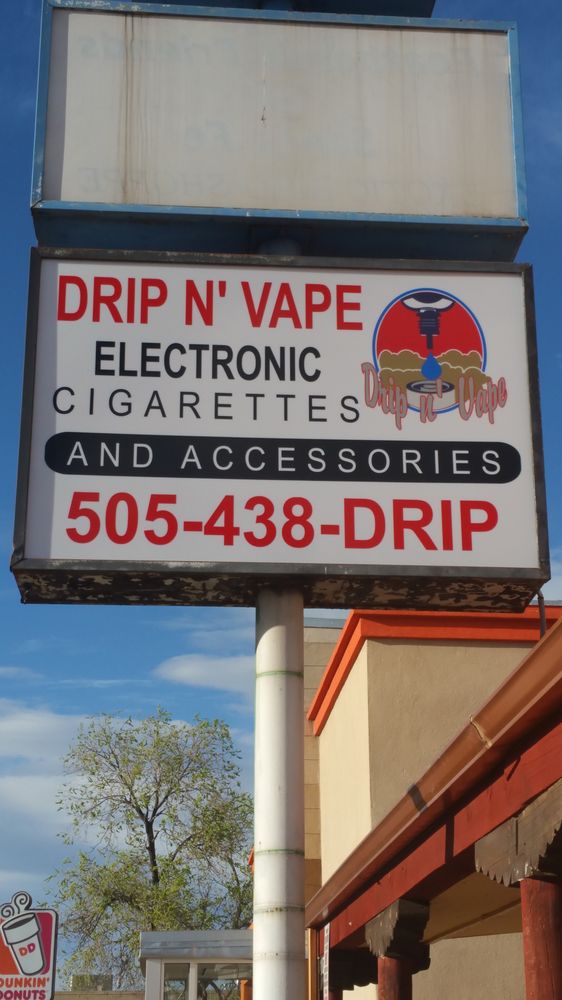 DRIP N' VAPE
ELECTRONIC
CIGARETTES
Drip n' Vape
AND ACCESSORIES
505-438-DRIP
DD
DUNKIN'
DONUTS